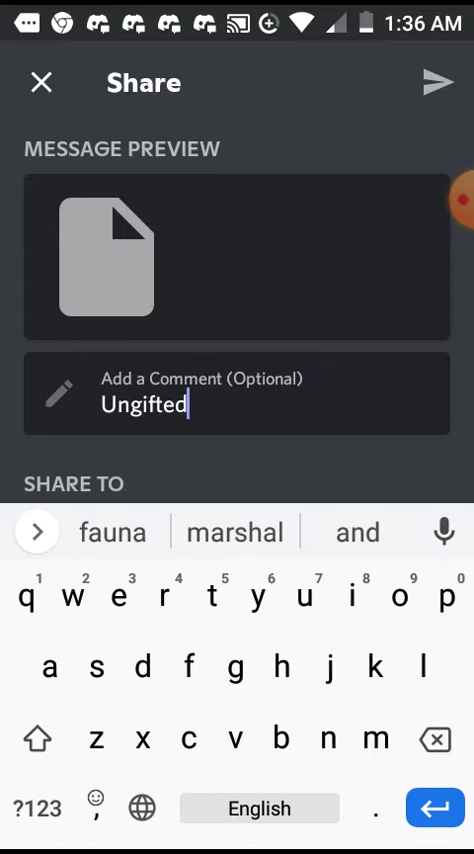 1:36 AM
Share
MESSAGE PREVIEW
Add a Comment (Optional)
Ungifted
SHARE TO
fauna marshal and
1 2 3 4 5 6 7 8 9 0
q w e r t y u i o p
a s d f g h j k l
z x c v b n m
?123 , English .